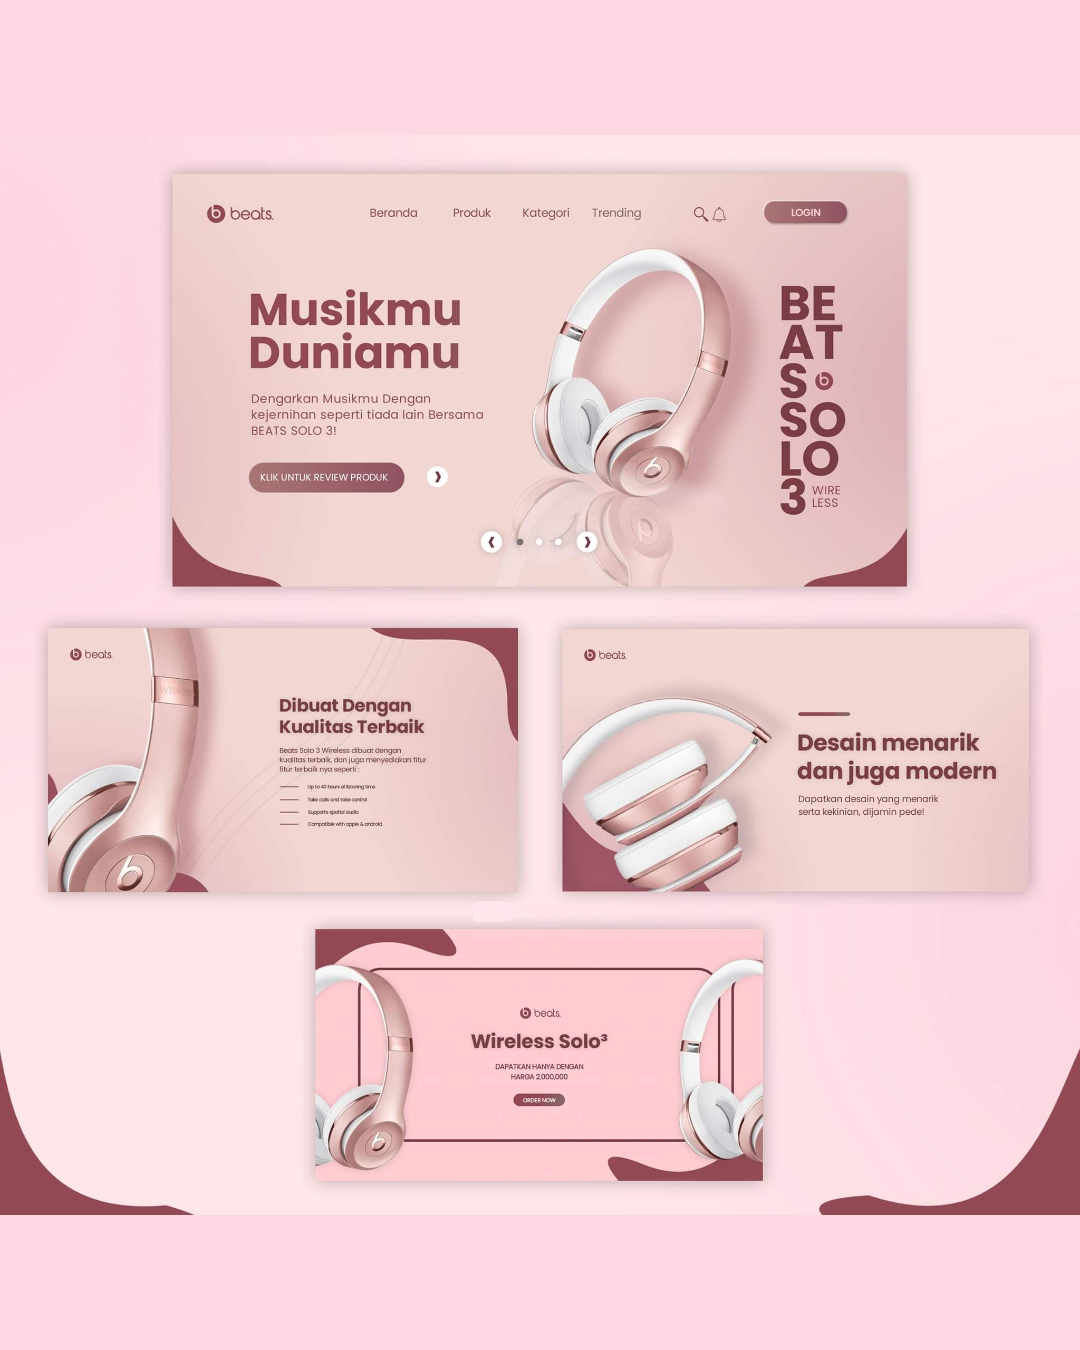 beats.
Beranda Produk Kategori Trending
LOGIN
Musikmu
Duniamu
Dengarkan Musikmu Dengan
kejernihan seperti tiada lain Bersama
BEATS SOLO 3!
KLIK UNTUK REVIEW PRODUK
BE
AT
S
SO
LO
3 WIRE
LESS
beats.
WIRELESS
Dibuat Dengan
Kualitas Terbaik
Beats Solo 3 Wireless dibuat dengan
kualitas terbaik, dan juga menyediakan fitur
fitur terbaik nya seperti :
Up to 40 hours of listening time
Take calls and take control
Supports spatial audio
Compatible with apple & android.
beats.
Desain menarik
dan juga modern
Dapatkan desain yang menarik
serta kekinian, dijamin pede!
beats.
Wireless Solo³
DAPATKAN HANYA DENGAN
HARGA 2.000.000
ORDER NOW